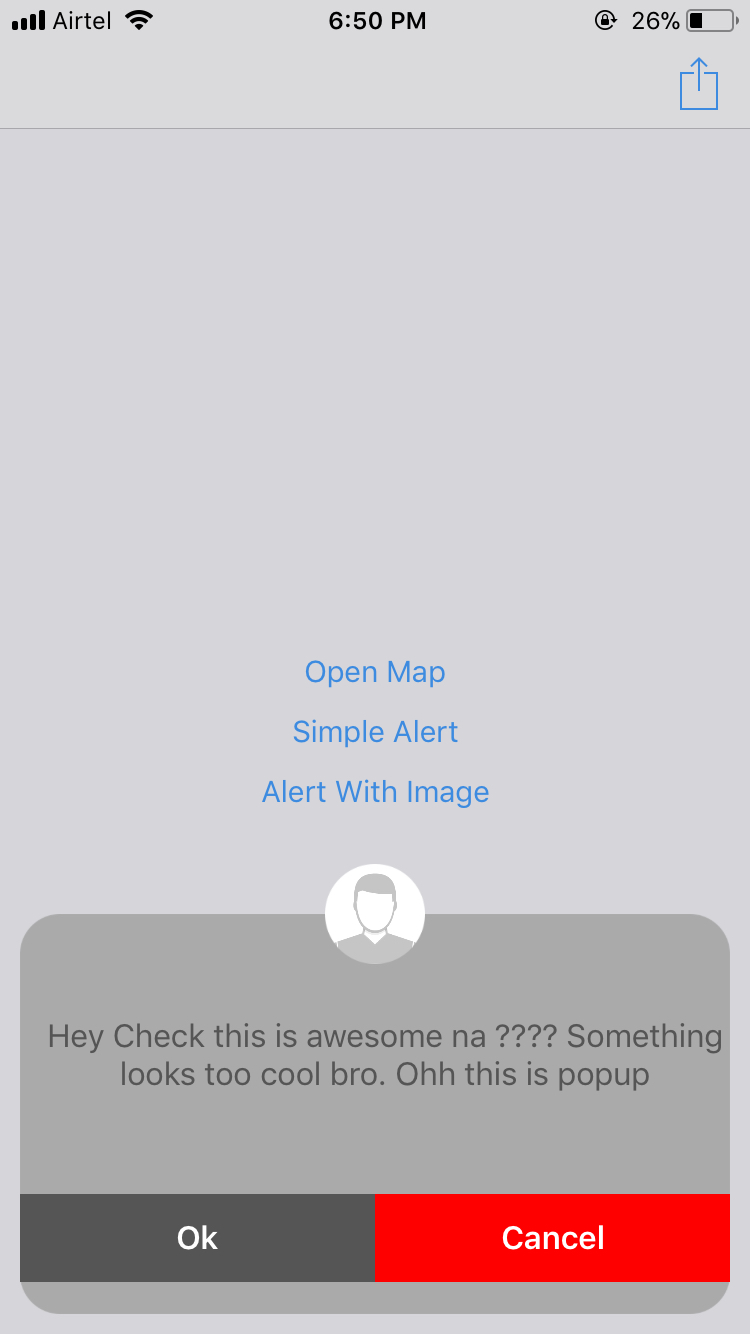 Airtel 6:50 PM 26%
Open Map
Simple Alert
Alert With Image
Hey Check this is awesome na ???? Something
looks too cool bro. Ohh this is popup
Ok Cancel